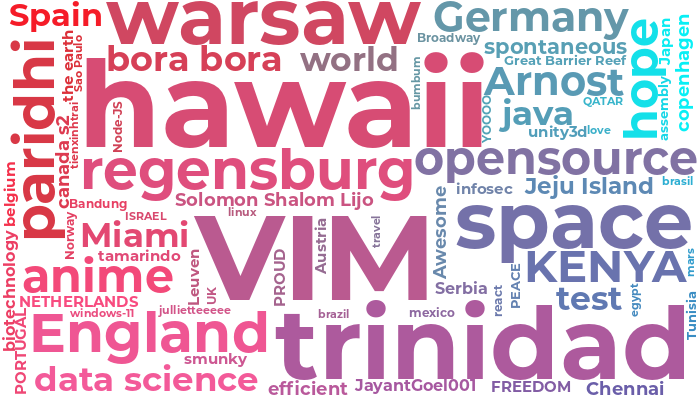 Spain
warsaw
Germany
Broadway
bora bora
world
spontaneous
Great Barrier Reef
paridhi
the earth
Sao Paulo
hawaii
bumbum
Arnost
QATAR
hope
Japan
assembly
copenhagen
java
YOOOO
unity3d
love
Node-JS
tienxinhtrai
canada s2
regensburg
opensource
infosec
Jeju Island
brasil
Solomon Shalom Lijo
Bandung
ISRAEL
linux
belgium
biotechnology
Norway
Miami
tamarindo
VIM
Austria
travel
Awesome
space
anime
Leuven
UK
PROUD
KENYA
mars
Serbia
react
PEACE
test
egypt
Tunisia
NETHERLANDS
windows-11
jullietteeeee
brazil
mexico
PORTUGAL
England
trinidad
smunky
data science
efficient
JayantGoel001
FREEDOM
Chennai